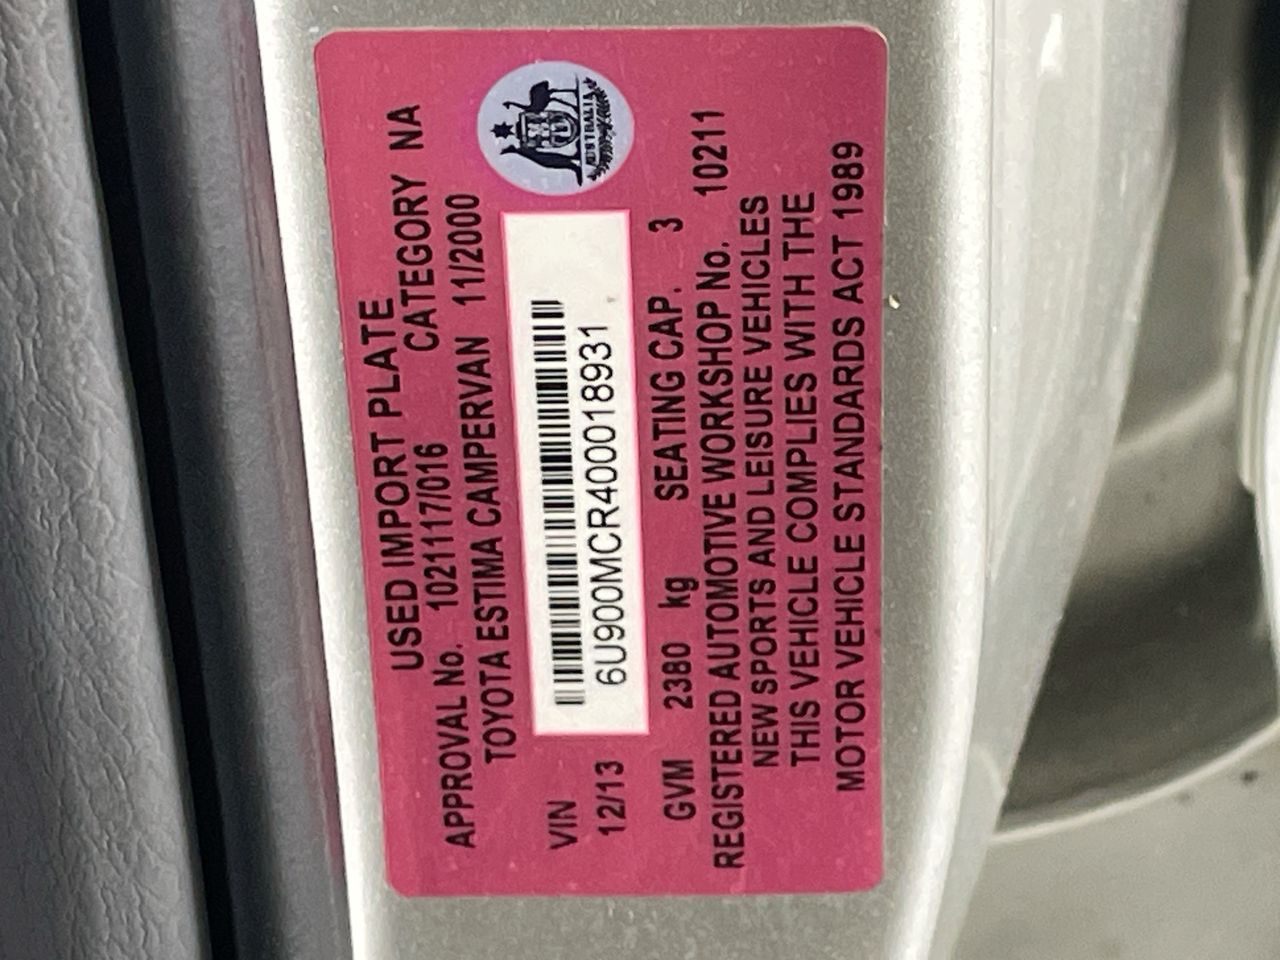 USED IMPORT PLATE
APPROVAL No. 1021117/016 CATEGORY NA
TOYOTA ESTIMA CAMPERVAN 11/2000
AUSTRALIA
VIN
12/13 6U900MCR400018931
GVM 2380 kg SEATING CAP. 3
REGISTERED AUTOMOTIVE WORKSHOP No. 10211
NEW SPORTS AND LEISURE VEHICLES
THIS VEHICLE COMPLIES WITH THE
MOTOR VEHICLE STANDARDS ACT 1989